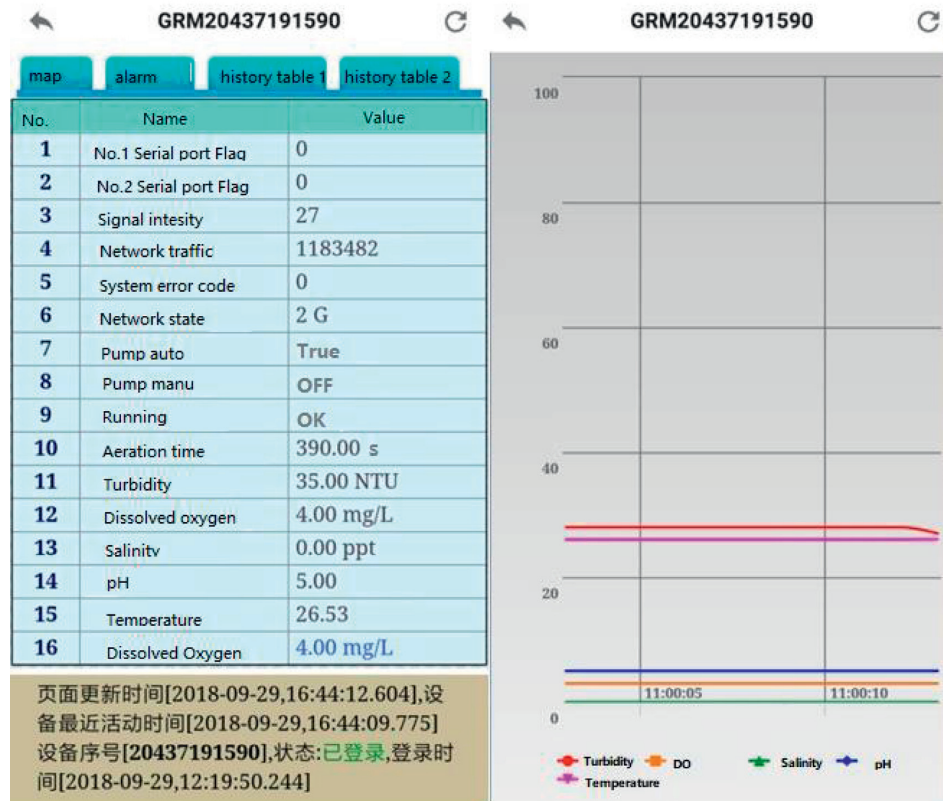 GRM20437191590
map alarm history table 1 history table 2
No. Name Value
1 No.1 Serial port Flag 0
2 No.2 Serial port Flag 0
3 Signal intesity 27
4 Network traffic 1183482
5 System error code 0
6 Network state 2 G
7 Pump auto True
8 Pump manu OFF
9 Running OK
10 Aeration time 390.00 s
11 Turbidity 35.00 NTU
12 Dissolved oxygen 4.00 mg/L
13 Salinity 0.00 ppt
14 pH 5.00
15 Temperature 26.53
16 Dissolved Oxygen 4.00 mg/L
页面更新时间[2018-09-29,16:44:12.604],设
备最近活动时间[2018-09-29,16:44:09.775]
设备序号[20437191590],状态:已登录,登录时
间[2018-09-29,12:19:50.244]
GRM20437191590
100
80
60
40
20
11:00:05 11:00:10
0
Turbidity DO Salinity pH
Temperature